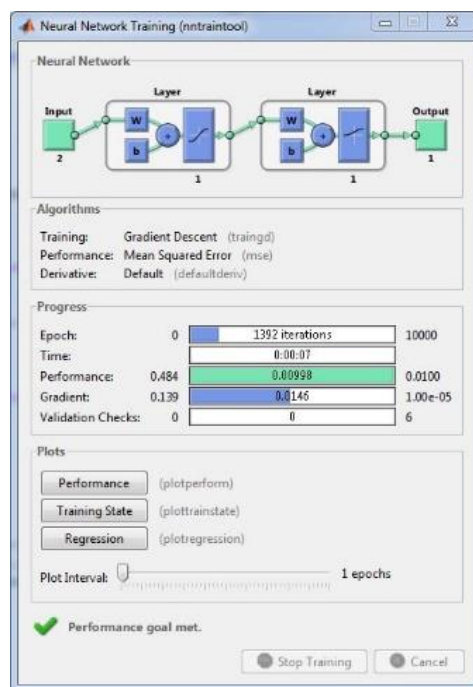 Neural Network Training (nntraintool)
Neural Network
Layer
Layer
Input
W
b
+
W
b
+
Output
2
1
1
1
Algorithms
Training: Gradient Descent (traingd)
Performance: Mean Squared Error (mse)
Derivative: Default (defaultderiv)
Progress
Epoch: 0 1392 iterations 10000
Time: 0:00:07
Performance: 0.484 0.00998 0.0100
Gradient: 0.139 0.0146 1.00e-05
Validation Checks: 0 0 6
Plots
Performance (plotperform)
Training State (plottrainstate)
Regression (plotregression)
Plot Interval: 1 epochs
Performance goal met.
Stop Training Cancel